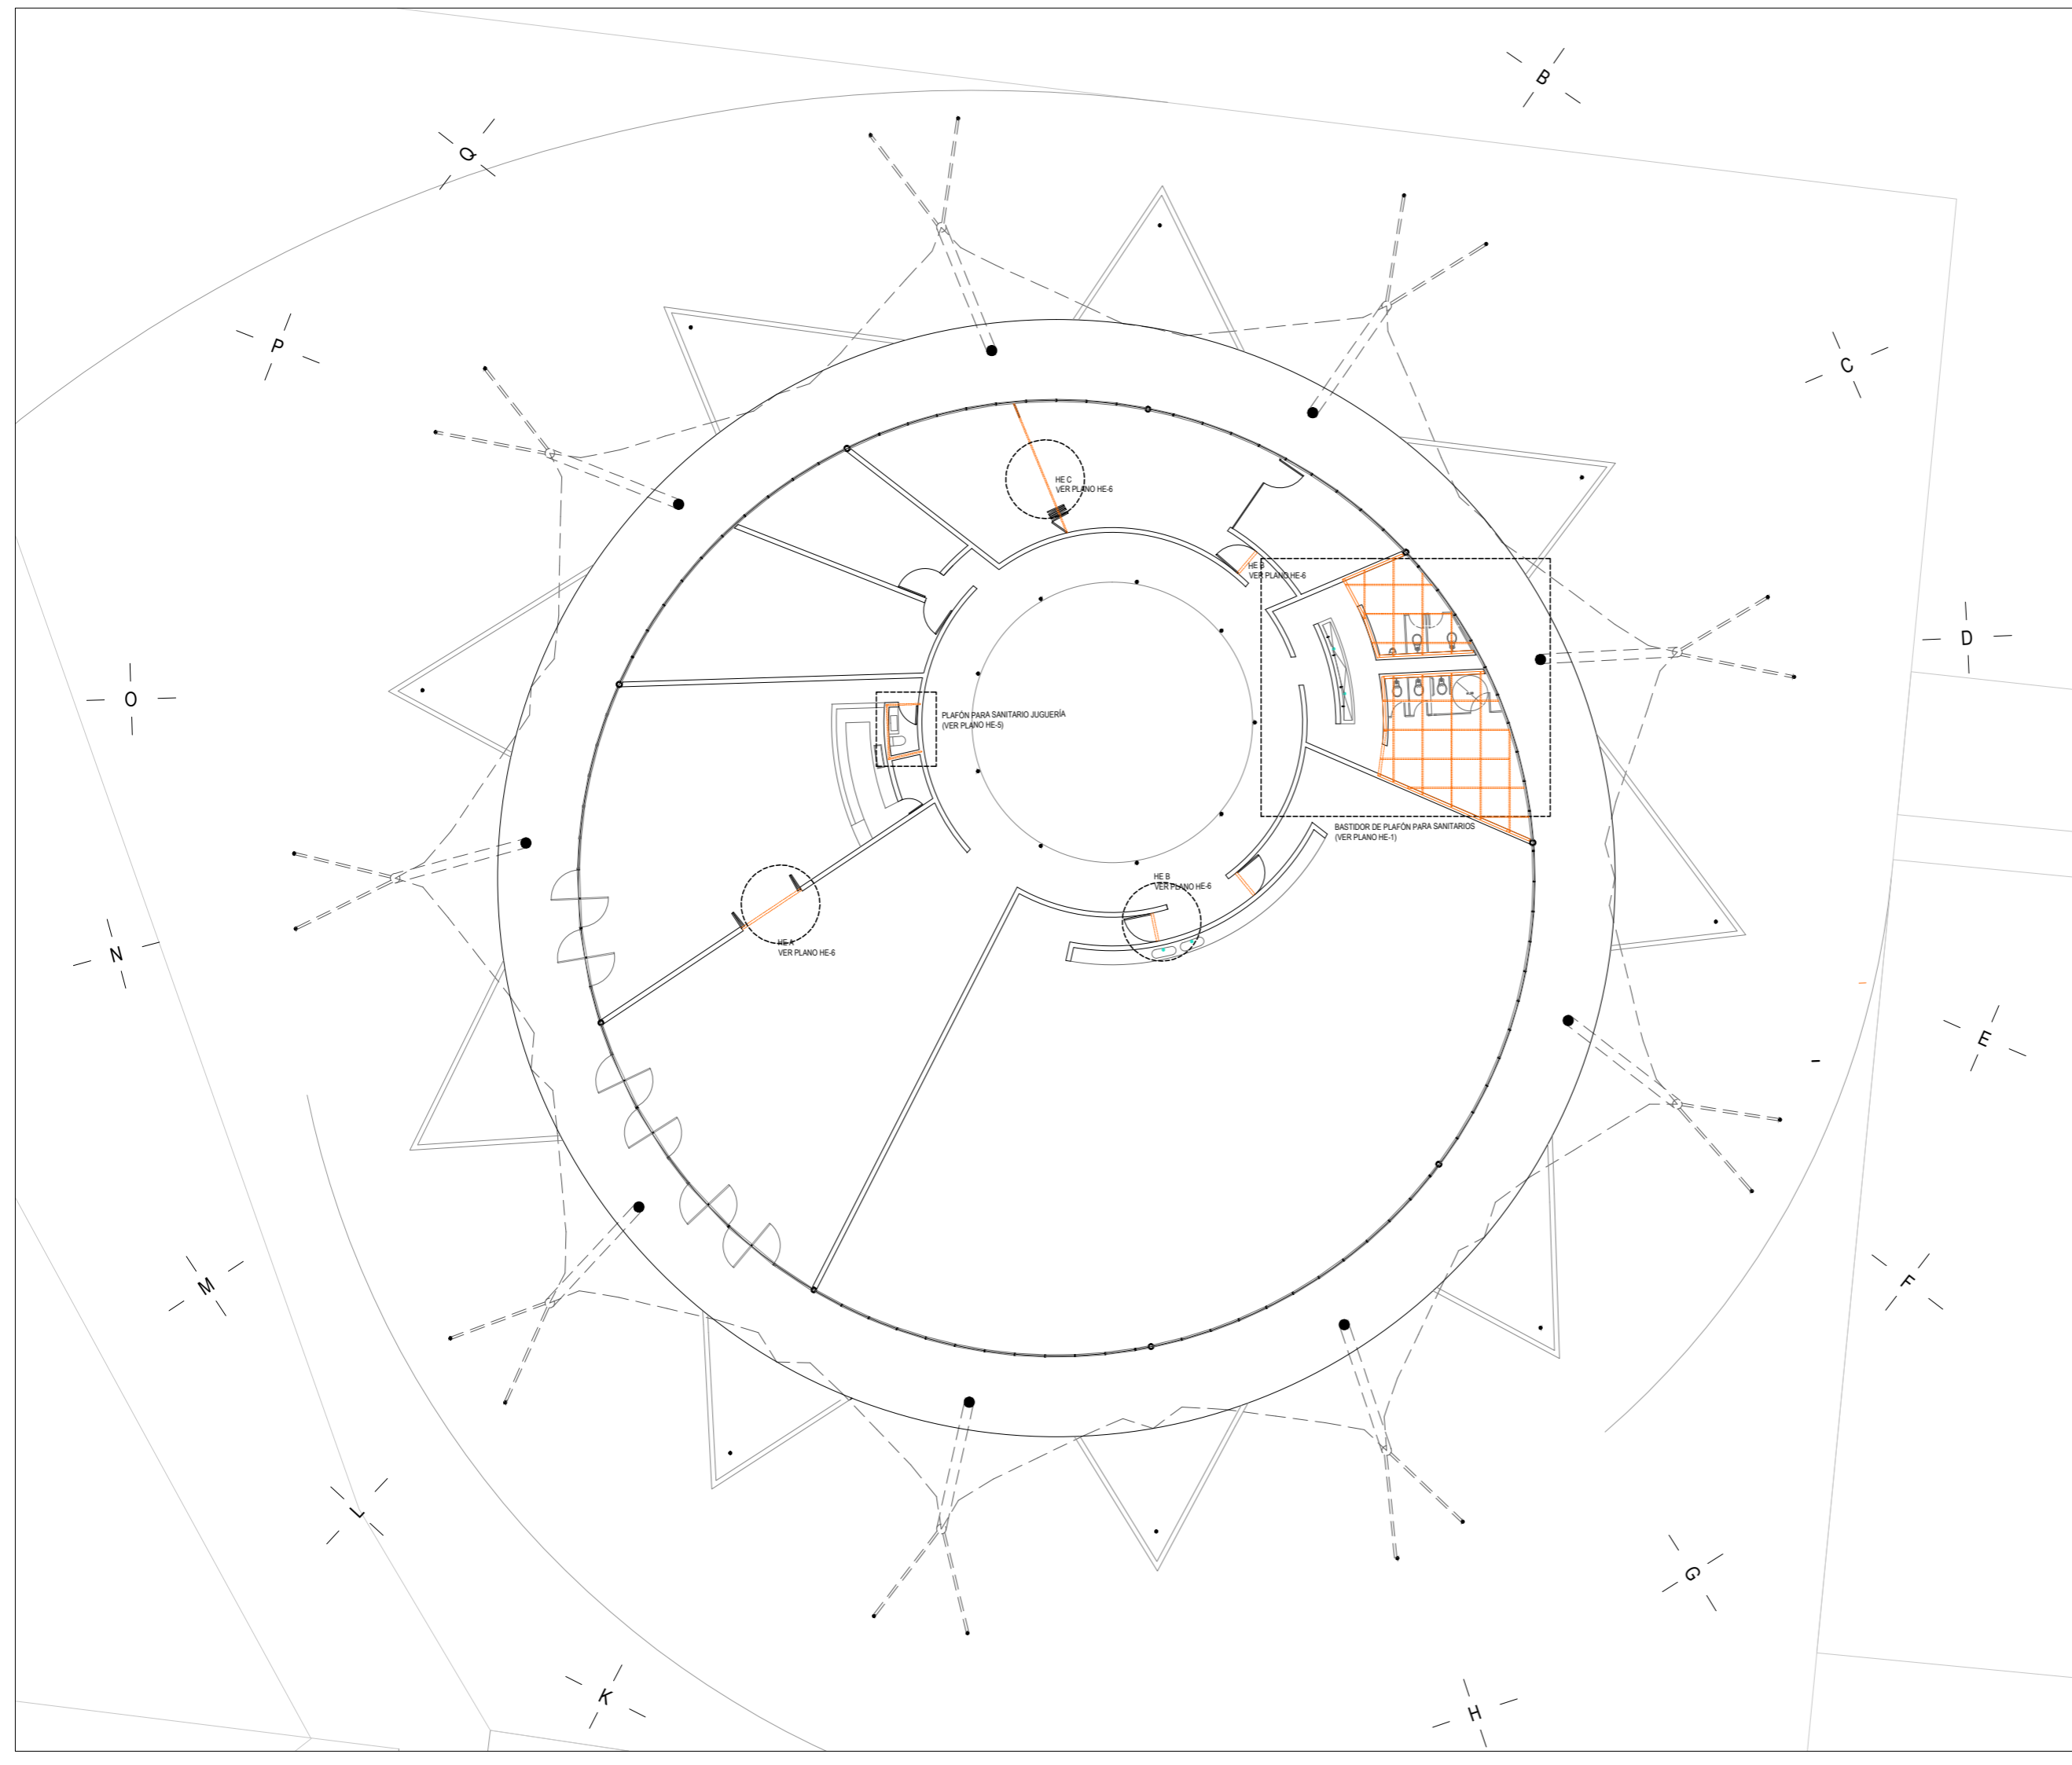 B
Q
P
C
HE C
VER PLANO HE-6
HE B
VER PLANO HE-6
D
O
PLAFÓN PARA SANITARIO JUGUERÍA
(VER PLANO HE-5)
BASTIDOR DE PLAFÓN PARA SANITARIOS
(VER PLANO HE-1)
HE B
VER PLANO HE-6
HE A
VER PLANO HE-6
N
E
M
F
L
G
K
H